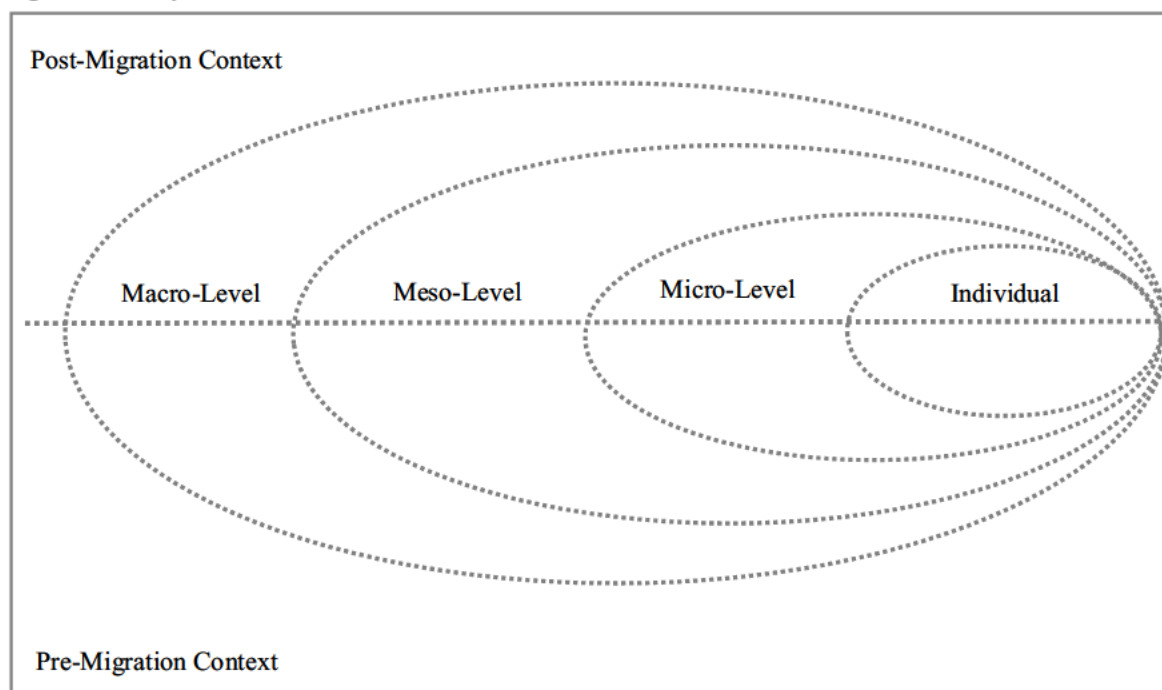 Post-Migration Context
Macro-Level
Meso-Level
Micro-Level
Individual
Pre-Migration Context